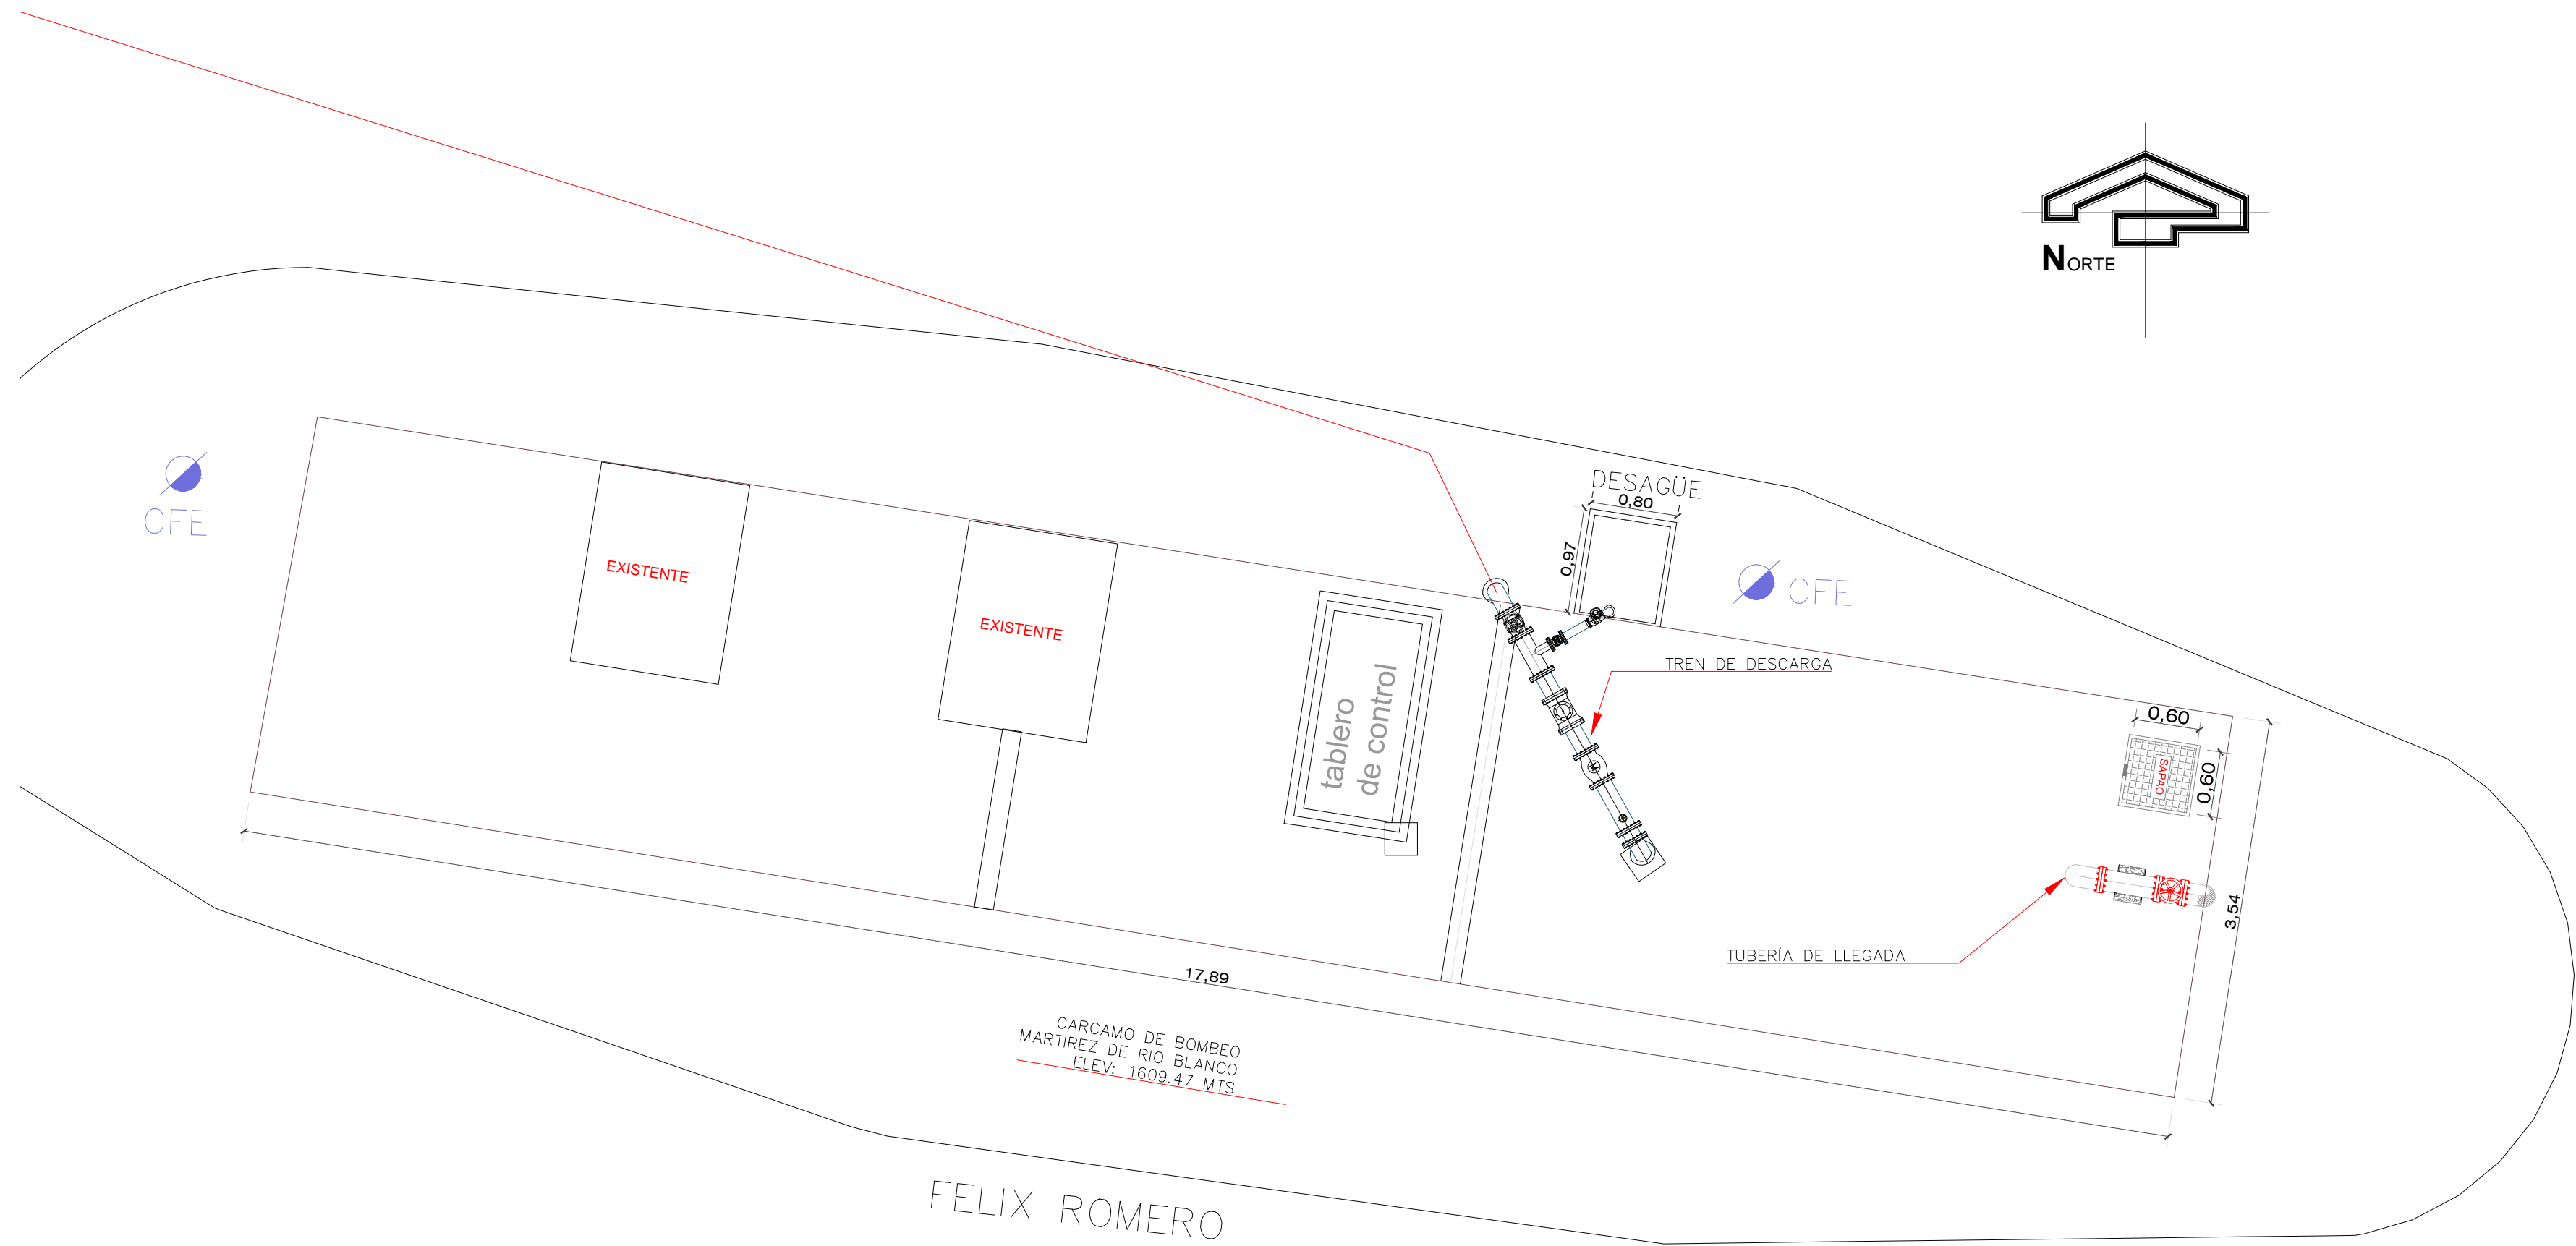 NORTE
CFE
EXISTENTE
EXISTENTE
DESAGÜE
0,80
0,97
CFE
tablero
de control
TREN DE DESCARGA
0,60
SAPAO
0,60
3,54
TUBERÍA DE LLEGADA
17,89
CARCAMO DE BOMBEO
MARTIREZ DE RIO BLANCO
ELEV: 1609.47 MTS
FELIX ROMERO